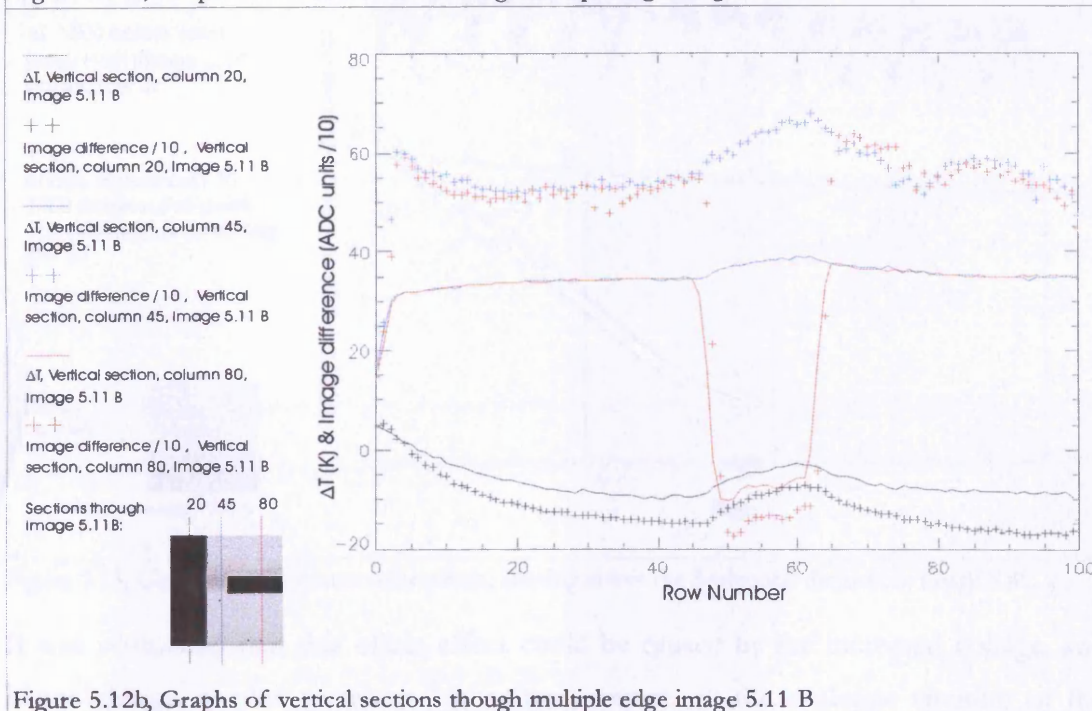 ΔT, Vertical section, column 20,
Image 5.11 B
Image difference / 10 , Vertical
section, column 20, Image 5.11 B
ΔT, Vertical section, column 45,
Image 5.11 B
Image difference / 10 , Vertical
section, column 45, Image 5.11 B
ΔT, Vertical section, column 80,
Image 5.11 B
Image difference / 10 , Vertical
section, column 80, Image 5.11 B
Sections through
image 5.11B:
20 45 80
ΔT (K) & Image difference (ADC units / 10)
80
60
40
20
0
-20
0 20 40 60 80 100
Row Number
Figure 5.12b, Graphs of vertical sections though multiple edge image 5.11 B